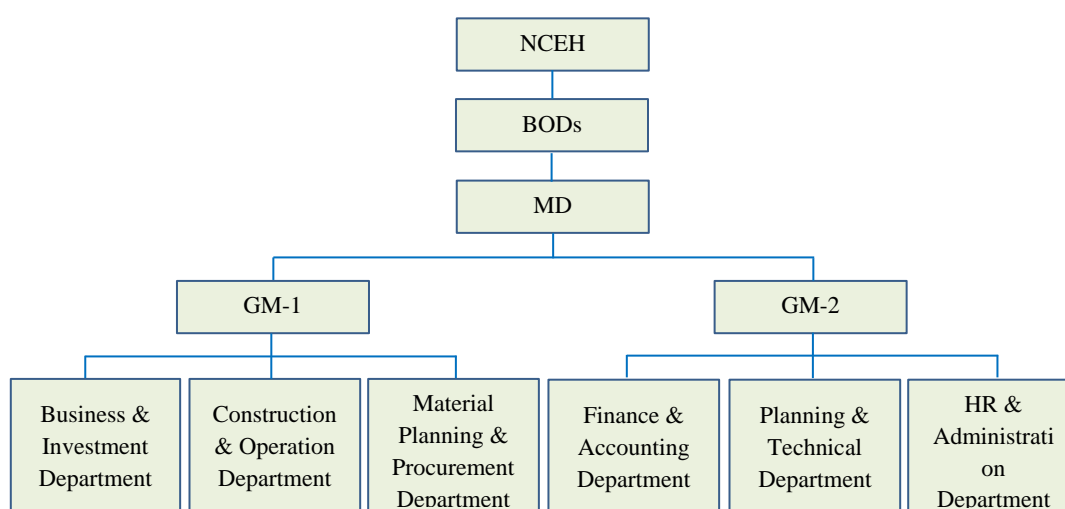 NCEH
BODs
MD
GM-1
GM-2
Business &
Investment
Department
Construction
& Operation
Department
Material
Planning &
Procurement
Department
Finance &
Accounting
Department
Planning &
Technical
Department
HR &
Administrati
on
Department